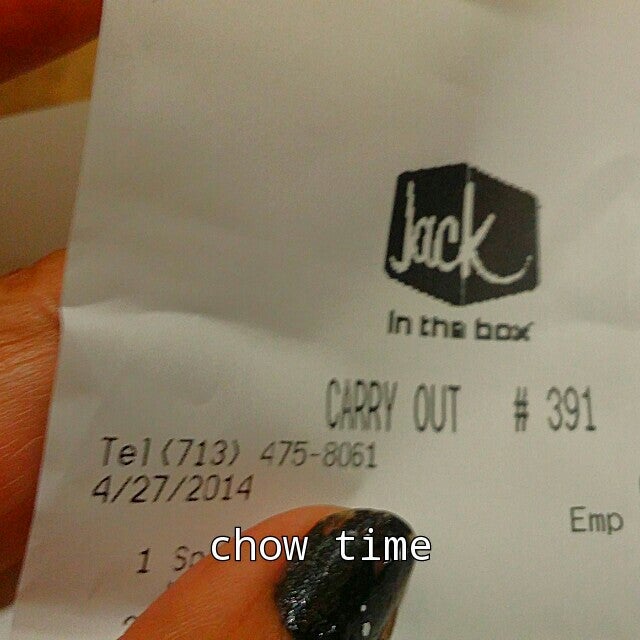 Jack
in the box
CARRY OUT # 391
Tel(713) 475-8061
4/27/2014
Emp
1
chow time